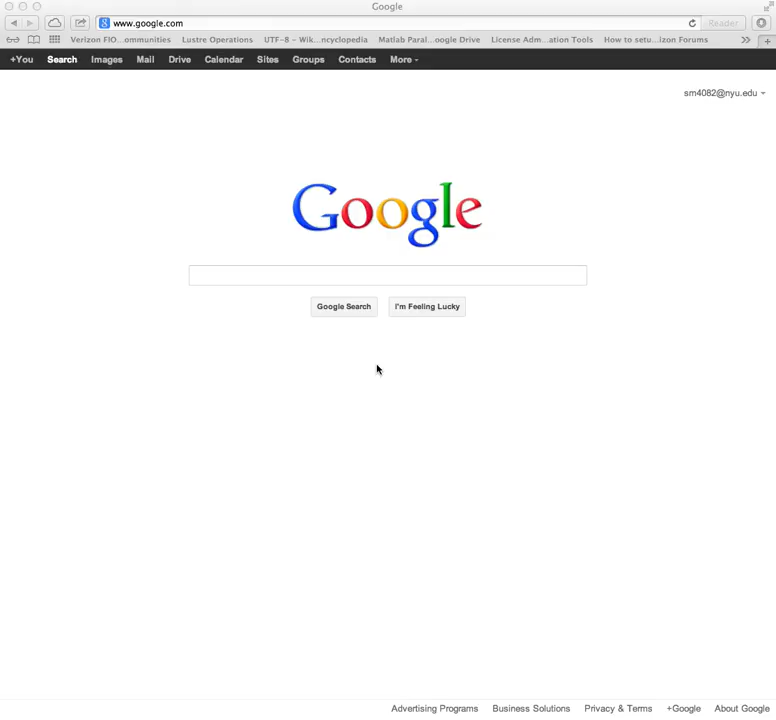 Google
www.google.com
Reader
Verizon FIO...ommunities Lustre Operations UTF-8 – Wik...ncyclopedia Matlab Paral...oogle Drive License Adm...ation Tools How to setu...izon Forums
+You Search Images Mail Drive Calendar Sites Groups Contacts More
sm4082@nyu.edu
Google
Google Search I'm Feeling Lucky
Advertising Programs Business Solutions Privacy & Terms +Google About Google